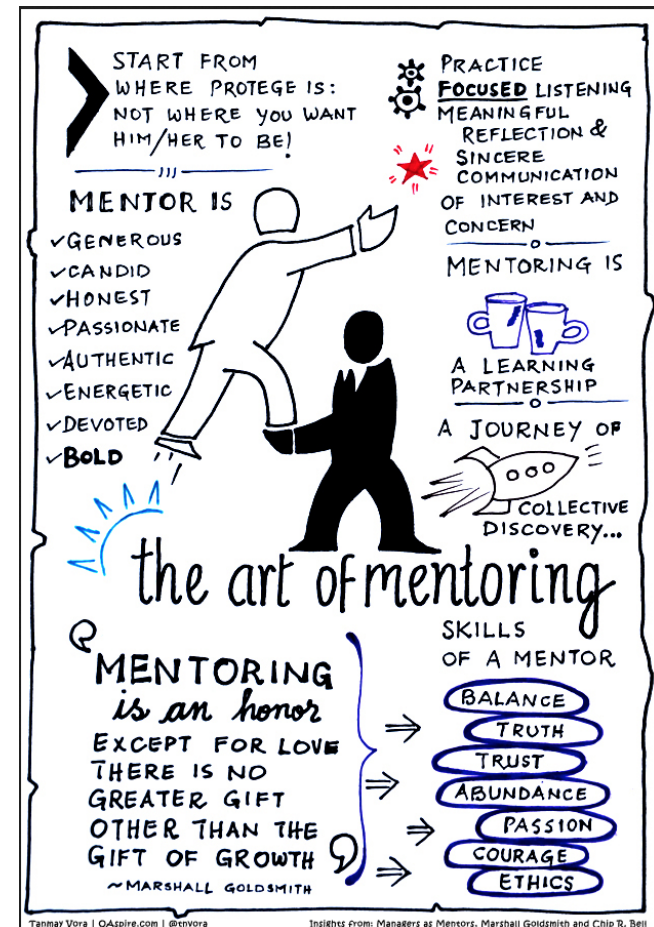 START FROM
WHERE PROTEGE IS:
NOT WHERE YOU WANT
HIM/HER TO BE!
PRACTICE
FOCUSED LISTENING
MEANINGFUL
REFLECTION &
SINCERE
COMMUNICATION
OF INTEREST AND
CONCERN
MENTOR IS
✓GENEROUS
✓CANDID
✓HONEST
✓PASSIONATE
✓AUTHENTIC
✓ENERGETIC
✓DEVOTED
✓BOLD
MENTORING IS
A LEARNING
PARTNERSHIP
A JOURNEY OF
COLLECTIVE
DISCOVERY...
the art of mentoring
MENTORING
is an honor
EXCEPT FOR LOVE
THERE IS NO
GREATER GIFT
OTHER THAN THE
GIFT OF GROWTH
~MARSHALL GOLDSMITH
SKILLS
OF A MENTOR
BALANCE
TRUTH
TRUST
ABUNDANCE
PASSION
COURAGE
ETHICS
Tanmay Vora | QAspire.com | @tnvora
Insights from: Managers as Mentors, Marshall Goldsmith and Chip R. Bell